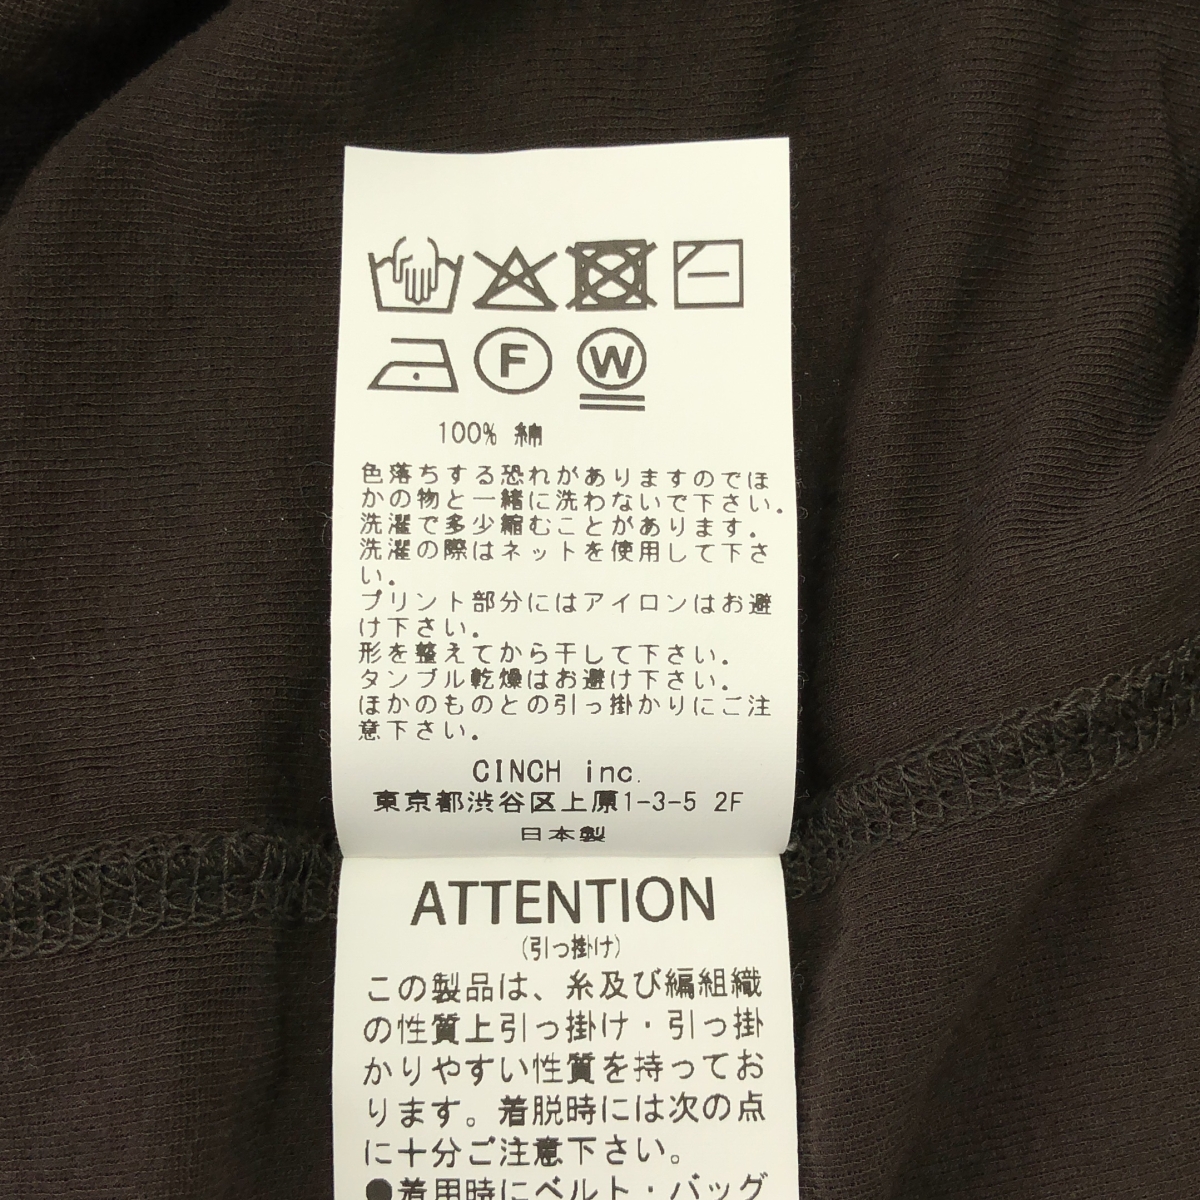 F W
100% 綿
色落ちする恐れがありますのでほ
かの物と一緒に洗わないで下さい.
洗濯で多少縮むことがあります.
洗濯の際はネットを使用して下さ
い.
プリント部分にはアイロンはお避
け下さい.
形を整えてから干して下さい.
タンブル乾燥はお避け下さい.
ほかのものとの引っ掛かりにご注
意下さい.
CINCH inc.
東京都渋谷区上原1-3-5 2F
日本製
ATTENTION
(引っ掛け)
この製品は、糸及び編組織
の性質上引っ掛け・引っ掛
かりやすい性質を持ってお
ります。着脱時には次の点
に十分ご注意下さい。
●着用時にベルト・バッグ